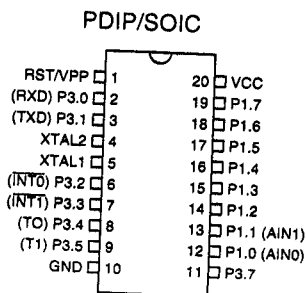 PDIP/SOIC
RST/VPP 1 20 VCC
(RXD) P3.0 2 19 P1.7
(TXD) P3.1 3 18 P1.6
XTAL2 4 17 P1.5
XTAL1 5 16 P1.4
(INT0) P3.2 6 15 P1.3
(INT1) P3.3 7 14 P1.2
(TO) P3.4 8 13 P1.1 (AIN1)
(T1) P3.5 9 12 P1.0 (AIN0)
GND 10 11 P3.7